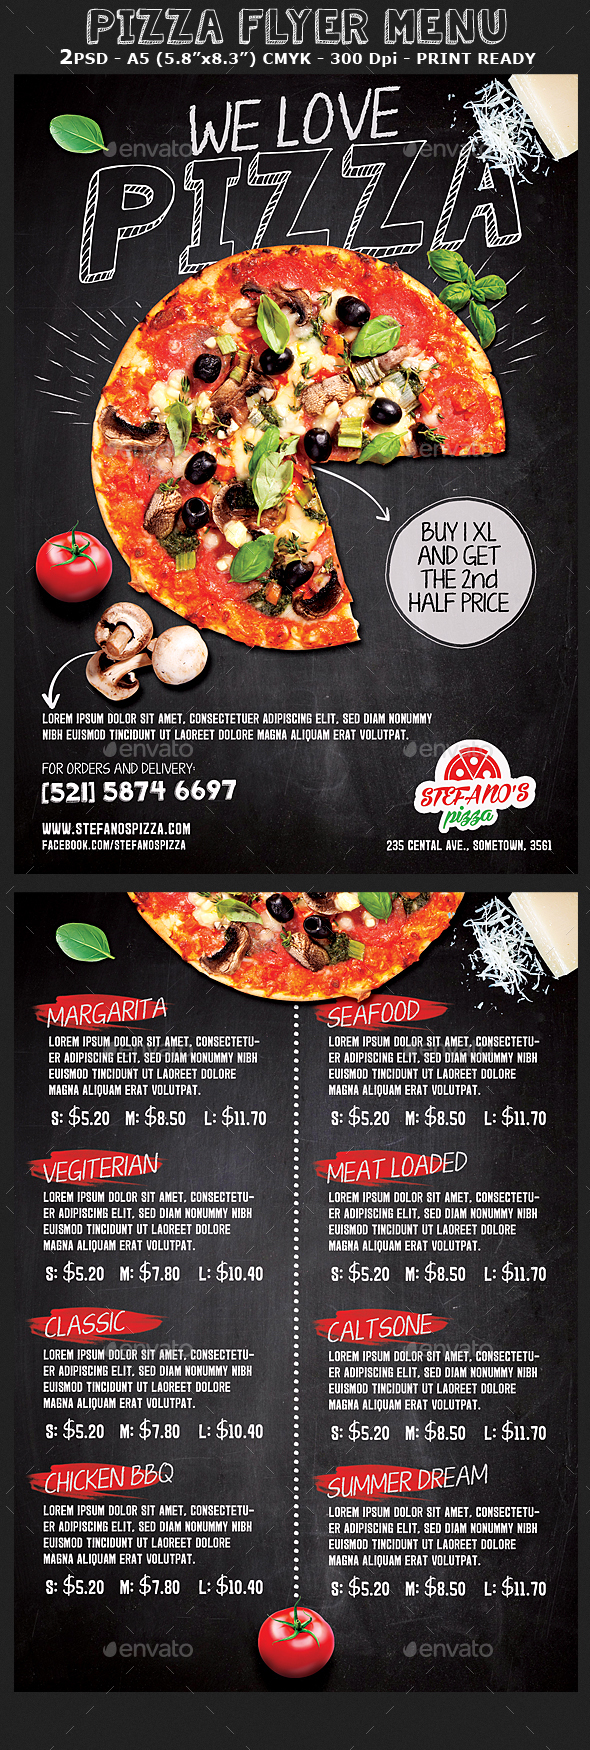 PIZZA FLYER MENU
2PSD - A5 (5.8”x8.3”) CMYK - 300 Dpi - PRINT READY
WE LOVE
PIZZA
BUY 1 XL
AND GET
THE 2nd
HALF PRICE
LOREM IPSUM DOLOR SIT AMET, CONSECTETUER ADIPISCING ELIT, SED DIAM NONUMMY
NIBH EUISMOD TINCIDUNT UT LAOREET DOLORE MAGNA ALIQUAM ERAT VOLUTPAT.
FOR ORDERS AND DELIVERY:
[521] 5874 6697
WWW.STEFANOSPIZZA.COM
FACEBOOK.COM/STEFANOSPIZZA
STEFANO'S
pizza
235 CENTAL AVE., SOMETOWN, 3561
MARGARITA
LOREM IPSUM DOLOR SIT AMET, CONSECTETU-
ER ADIPISCING ELIT, SED DIAM NONUMMY NIBH
EUISMOD TINCIDUNT UT LAOREET DOLORE
MAGNA ALIQUAM ERAT VOLUTPAT.
S: $5.20 M: $8.50 L: $11.70
VEGITERIAN
LOREM IPSUM DOLOR SIT AMET, CONSECTETU-
ER ADIPISCING ELIT, SED DIAM NONUMMY NIBH
EUISMOD TINCIDUNT UT LAOREET DOLORE
MAGNA ALIQUAM ERAT VOLUTPAT.
S: $5.20 M: $7.80 L: $10.40
CLASSIC
LOREM IPSUM DOLOR SIT AMET, CONSECTETU-
ER ADIPISCING ELIT, SED DIAM NONUMMY NIBH
EUISMOD TINCIDUNT UT LAOREET DOLORE
MAGNA ALIQUAM ERAT VOLUTPAT.
S: $5.20 M: $7.80 L: $10.40
CHICKEN BBQ
LOREM IPSUM DOLOR SIT AMET, CONSECTETU-
ER ADIPISCING ELIT, SED DIAM NONUMMY NIBH
EUISMOD TINCIDUNT UT LAOREET DOLORE
MAGNA ALIQUAM ERAT VOLUTPAT.
S: $5.20 M: $7.80 L: $10.40
SEAFOOD
LOREM IPSUM DOLOR SIT AMET, CONSECTETU-
ER ADIPISCING ELIT, SED DIAM NONUMMY NIBH
EUISMOD TINCIDUNT UT LAOREET DOLORE
MAGNA ALIQUAM ERAT VOLUTPAT.
S: $5.20 M: $8.50 L: $11.70
MEAT LOADED
LOREM IPSUM DOLOR SIT AMET, CONSECTETU-
ER ADIPISCING ELIT, SED DIAM NONUMMY NIBH
EUISMOD TINCIDUNT UT LAOREET DOLORE
MAGNA ALIQUAM ERAT VOLUTPAT.
S: $5.20 M: $8.50 L: $11.70
CALTSONE
LOREM IPSUM DOLOR SIT AMET, CONSECTETU-
ER ADIPISCING ELIT, SED DIAM NONUMMY NIBH
EUISMOD TINCIDUNT UT LAOREET DOLORE
MAGNA ALIQUAM ERAT VOLUTPAT.
S: $5.20 M: $8.50 L: $11.70
SUMMER DREAM
LOREM IPSUM DOLOR SIT AMET, CONSECTETU-
ER ADIPISCING ELIT, SED DIAM NONUMMY NIBH
EUISMOD TINCIDUNT UT LAOREET DOLORE
MAGNA ALIQUAM ERAT VOLUTPAT.
S: $5.20 M: $8.50 L: $11.70
envato envato